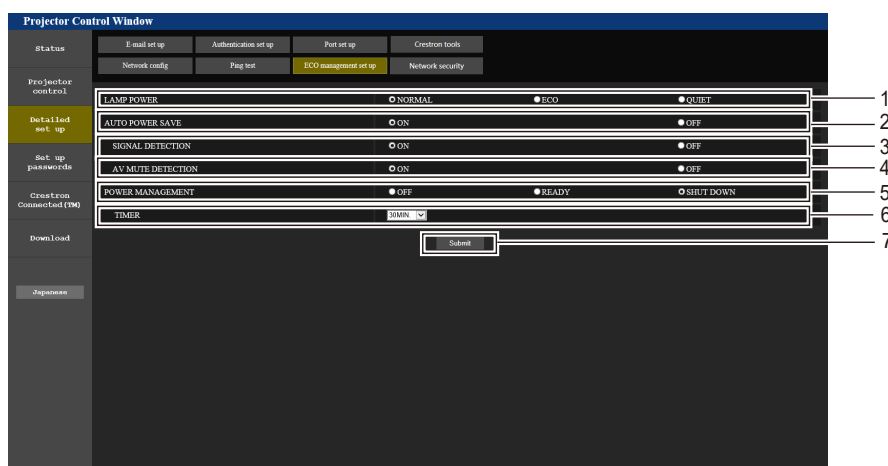 Projector Control Window
Status
E-mail set up
Authentication set up
Port set up
Crestron tools
Network config
Ping test
ECO management set up
Network security
Projector
control
Detailed
set up
Set up
passwords
Crestron
Connected(TM)
Download
Japanese
LAMP POWER NORMAL ECO QUIET 1
AUTO POWER SAVE ON OFF 2
SIGNAL DETECTION ON OFF 3
AV MUTE DETECTION ON OFF 4
POWER MANAGEMENT OFF READY SHUT DOWN 5
TIMER 30MIN. 6
Submit 7